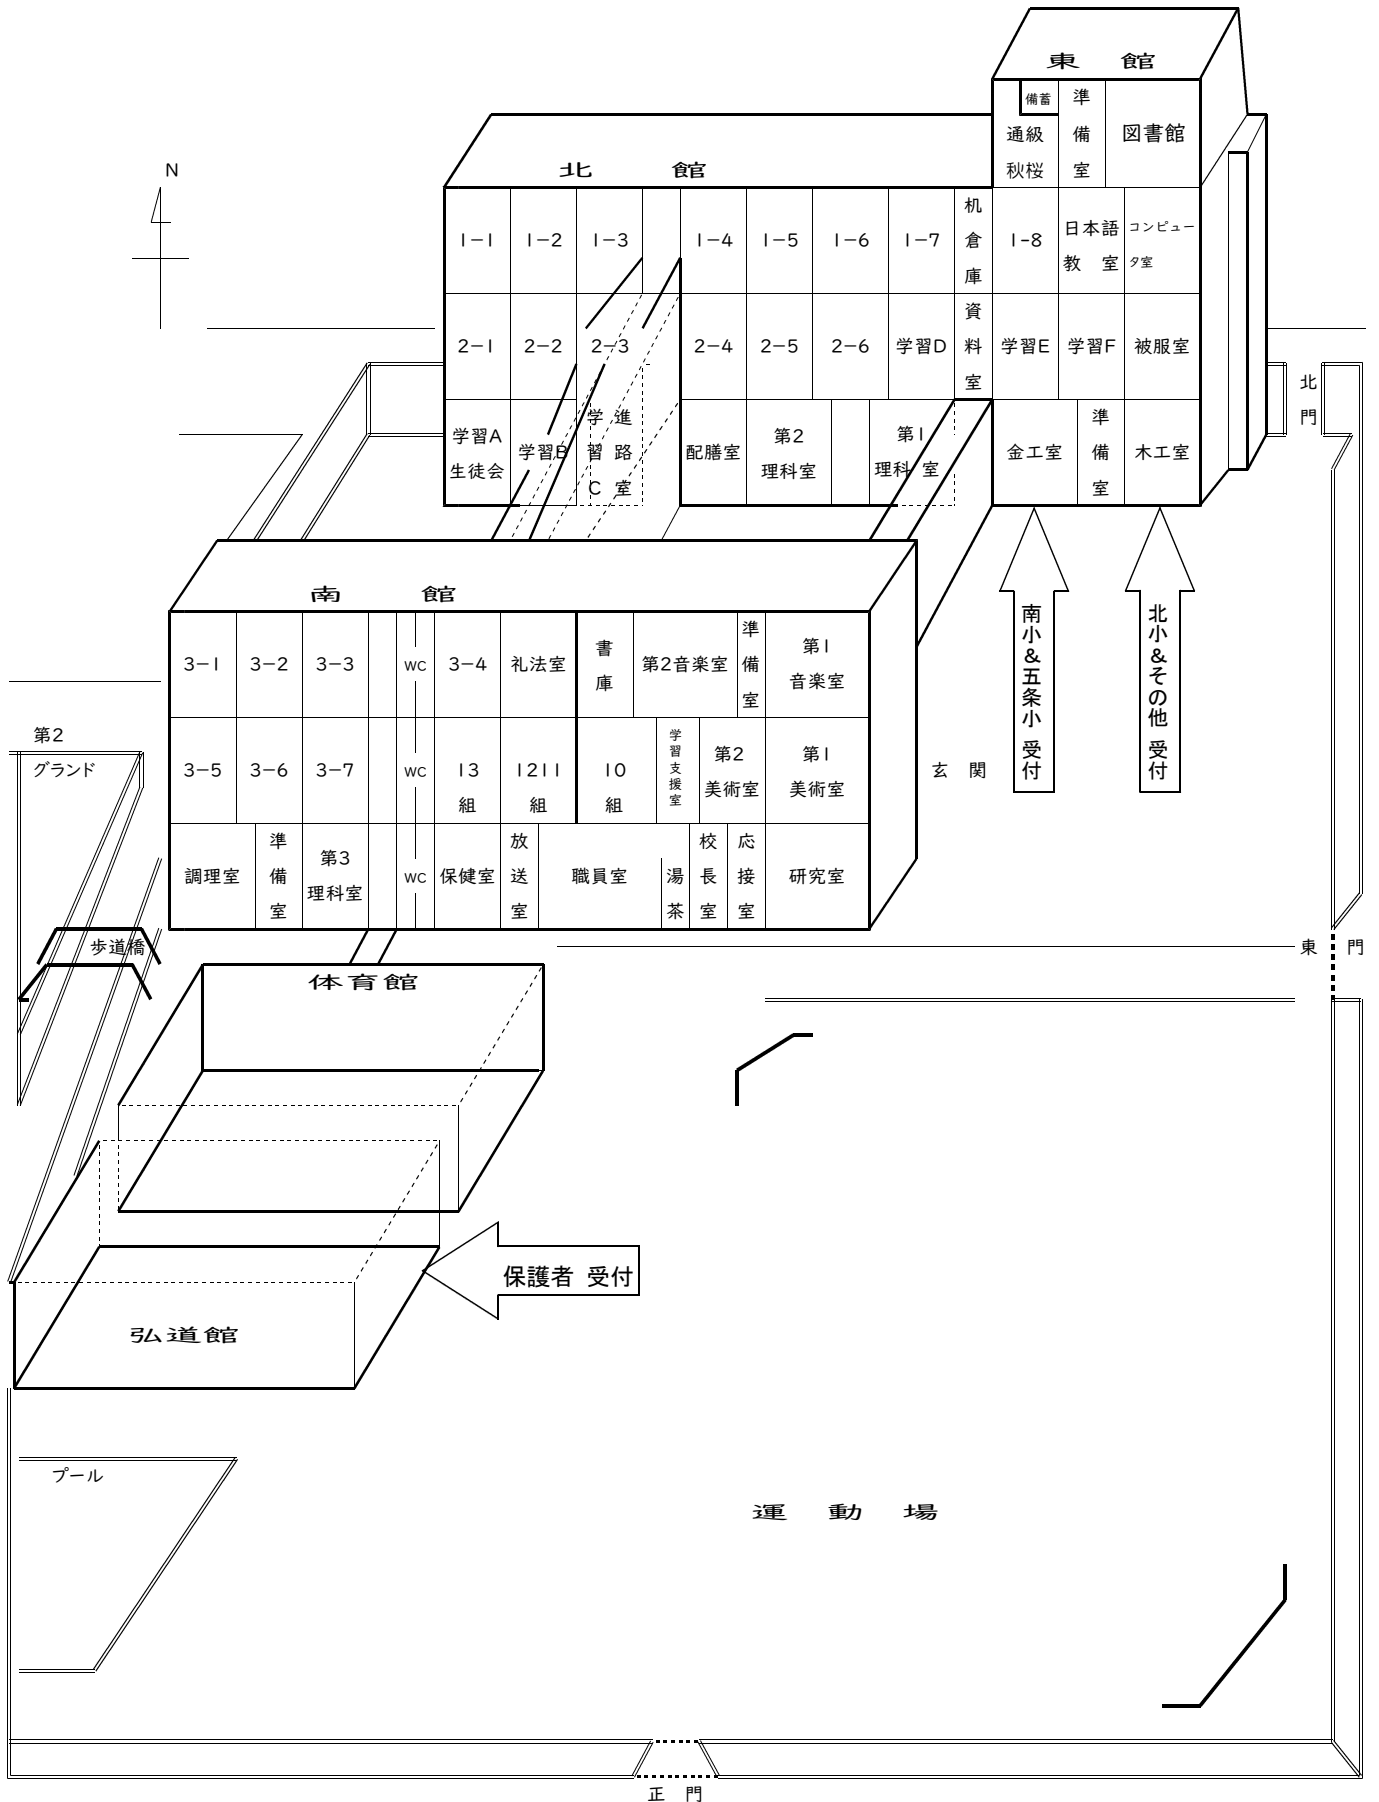 東 館
備蓄
通級
秋桜
準備室
図書館
N
北 館
1-1 1-2 1-3 1-4 1-5 1-6 1-7 机倉庫 1-8
日本語
教 室
コンピュー
タ室
2-1 2-2 2-3 2-4 2-5 2-6 学習D 資料室 学習E 学習F 被服室
北門
学習A
生徒会
学習B
学習C
進路室
配膳室
第2
理科室
第1
理科 室
金工室
準備室
木工室
南 館
3-1 3-2 3-3 WC 3-4 礼法室
書庫
第2音楽室
準備室
第1
音楽室
南小&五条小 受付
北小&その他 受付
第2
グランド
3-5 3-6 3-7 WC
13
組
1211
組
10
組
学習支援室
第2
美術室
第1
美術室
玄 関
調理室
準備室
第3
理科室
WC
保健室
放送室
職員室
湯茶
校長室
応接室
研究室
歩道橋
東 門
体育館
保護者 受付
弘道館
プール
運 動 場
正 門